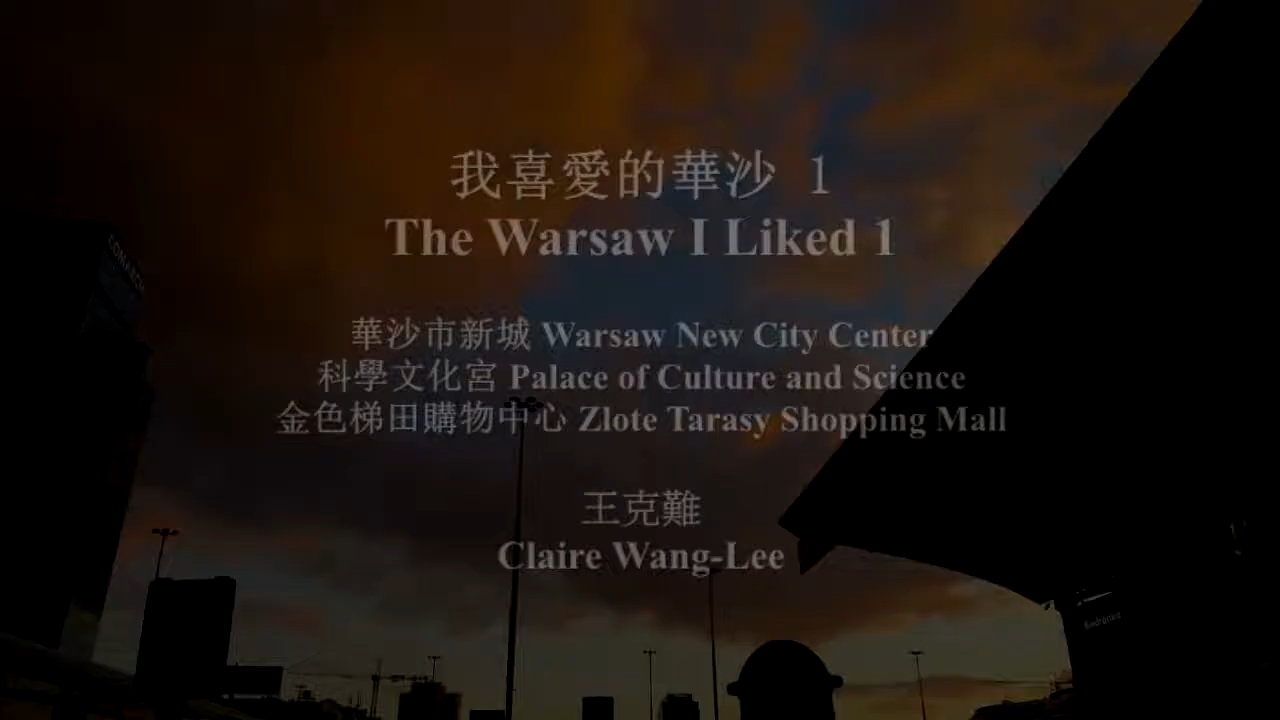 我喜愛的華沙 1
The Warsaw I Liked 1
華沙市新城 Warsaw New City Center
科學文化宮 Palace of Culture and Science
金色梯田購物中心 Zlote Tarasy Shopping Mall
王克難
Claire Wang-Lee